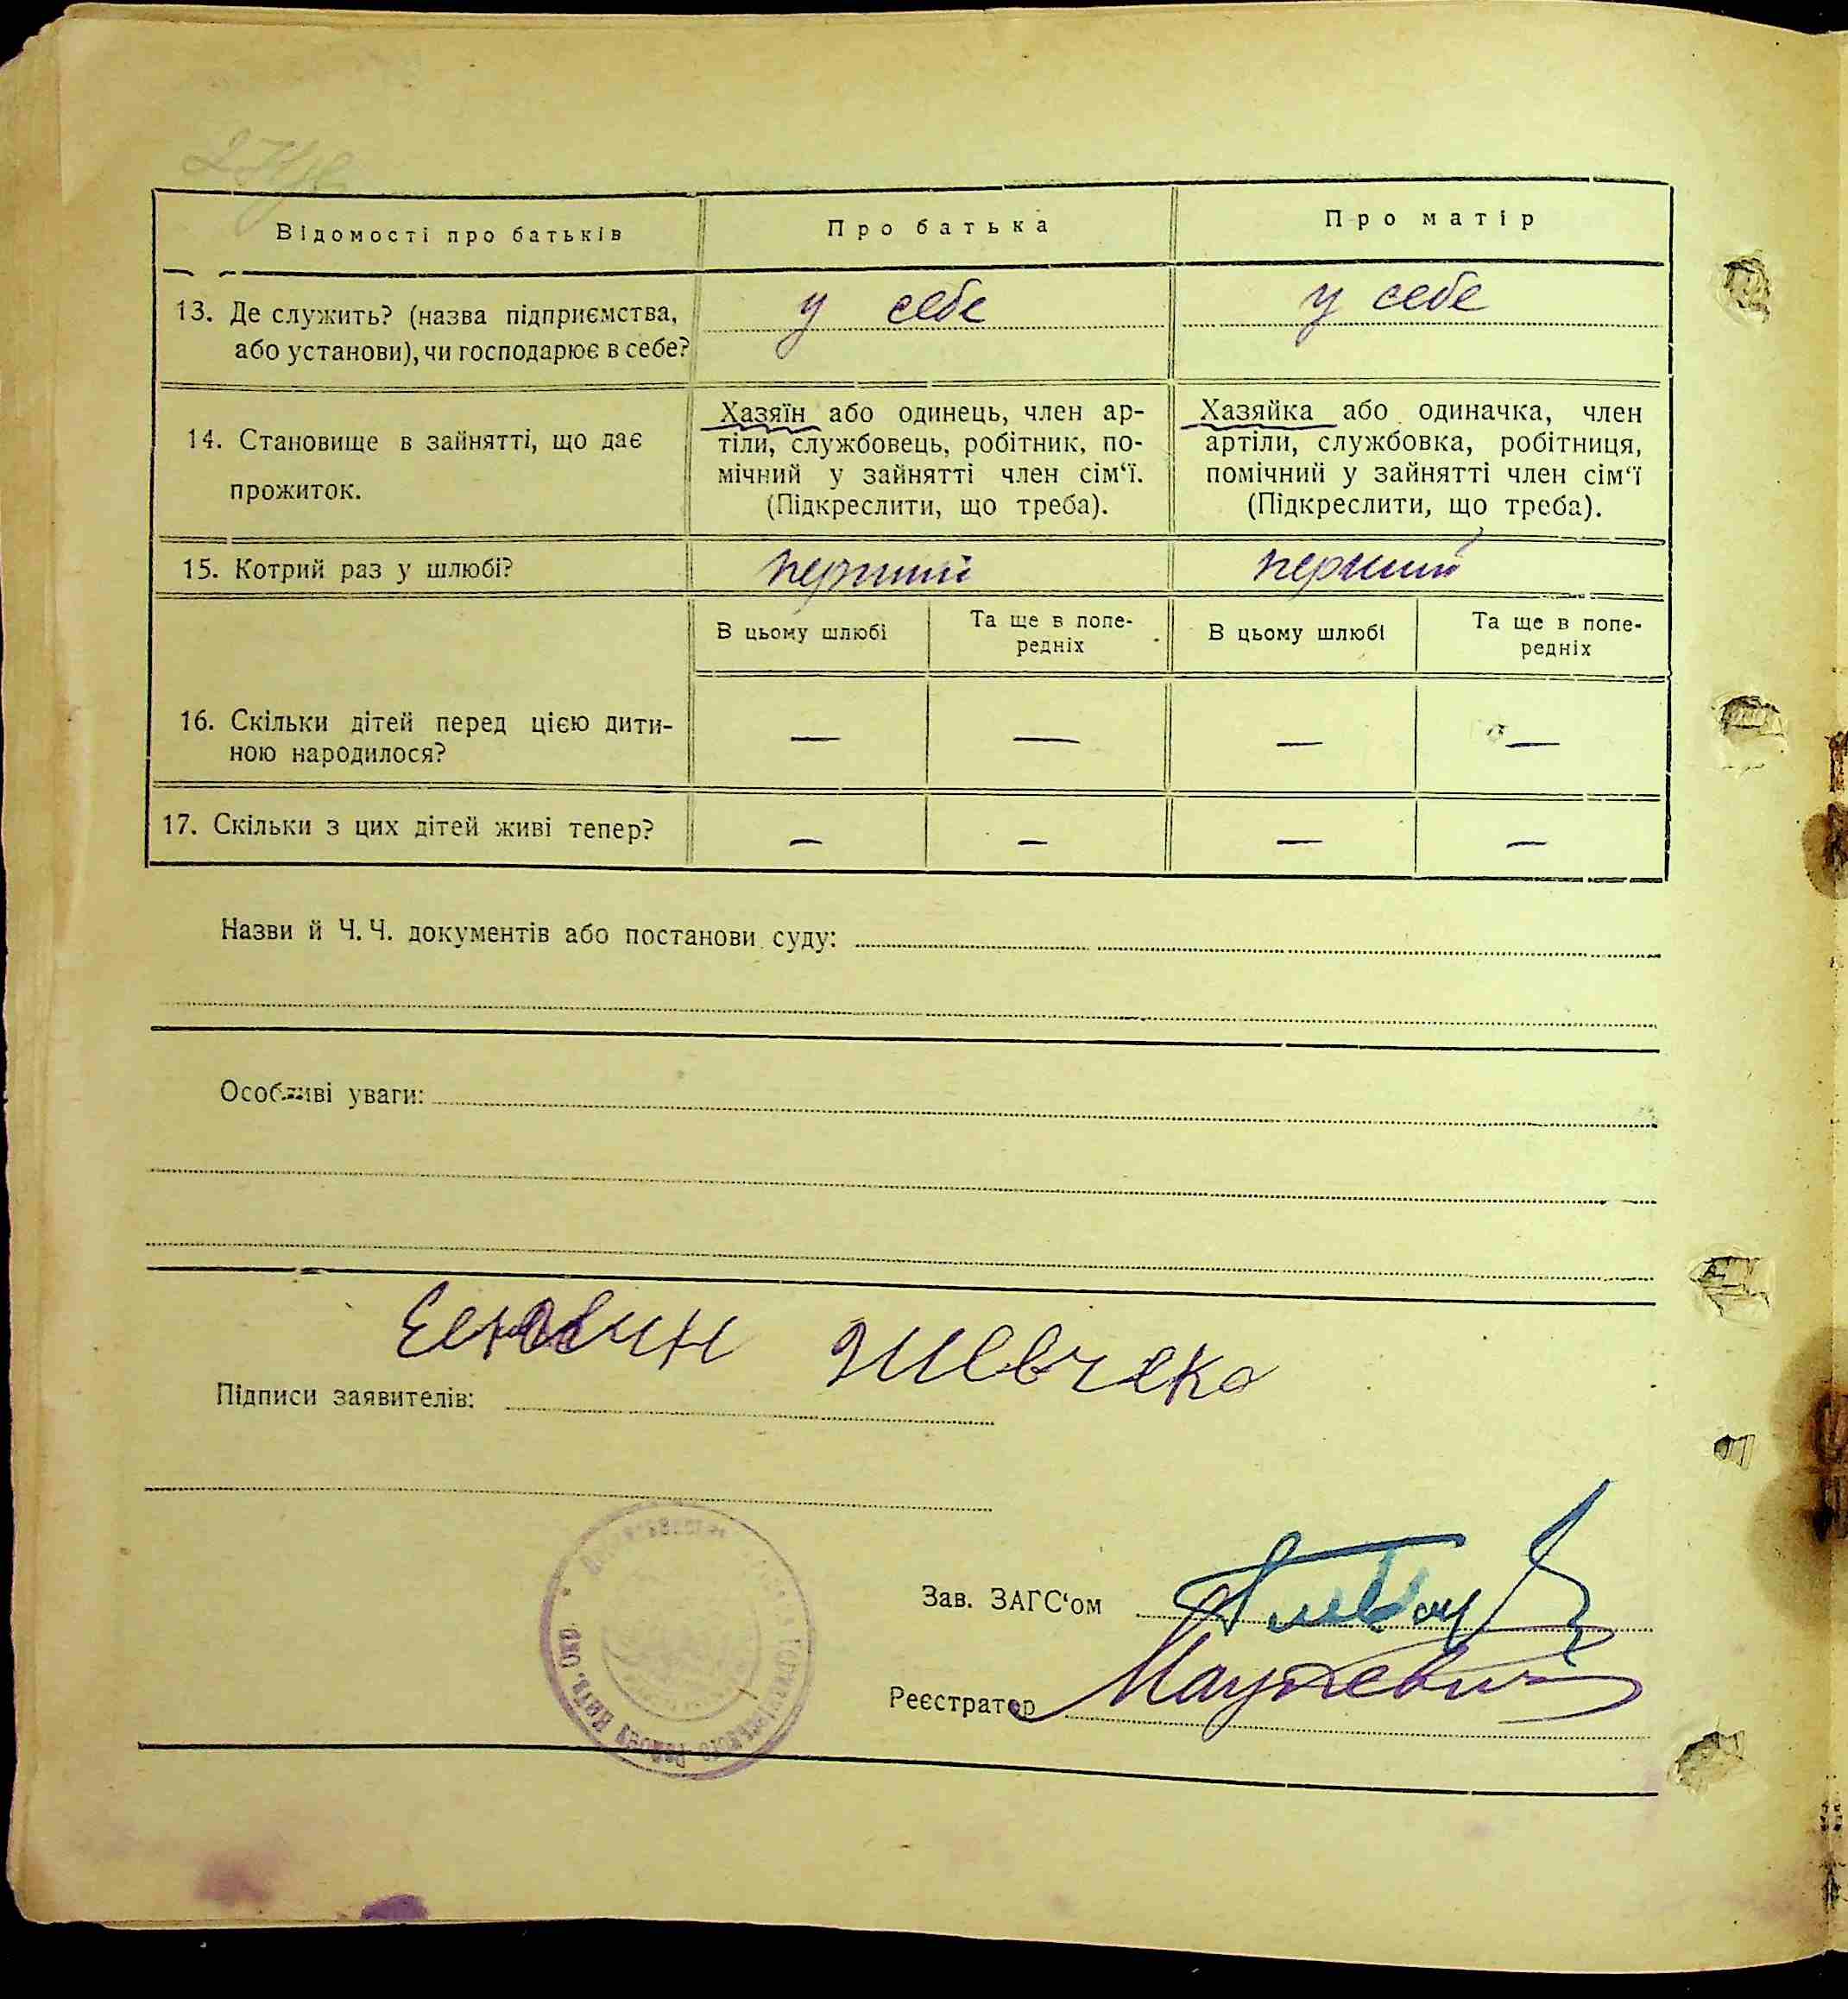 Відомості про батьків
Про батька
Про матір
13. Де служить? (назва підприємства, або установи), чи господарює в себе?
у себе
у себе
14. Становище в зайнятті, що дає прожиток.
Хазяїн або одинець, член ар-
тіли, службовець, робітник, по-
мічний у зайнятті член сім‘ї.
(Підкреслити, що треба).
Хазяйка або одиначка, член
артіли, службовка, робітниця,
помічний у зайнятті член сім‘ї
(Підкреслити, що треба).
15. Котрий раз у шлюбі?
перший
перший
В цьому шлюбі
Та ще в попе-
редніх
В цьому шлюбі
Та ще в попе-
редніх
16. Скільки дітей перед цією дити-
ною народилося?
— — — —
17. Скільки з цих дітей живі тепер?
— — — —
Назви й Ч. Ч. документів або постанови суду:
Особливі уваги:
Підписи заявителів:
Зав. ЗАГС‘ом
Реєстратор